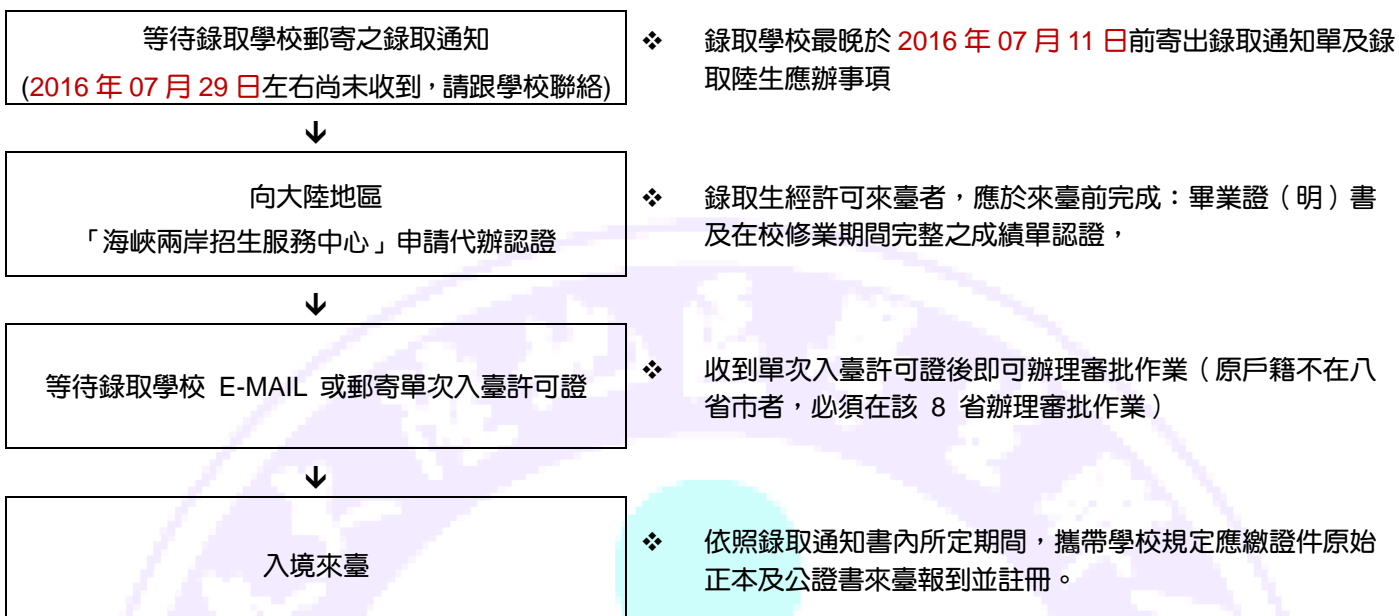 等待錄取學校郵寄之錄取通知
(2016 年 07 月 29 日左右尚未收到，請跟學校聯絡)
❖ 錄取學校最晚於 2016 年 07 月 11 日前寄出錄取通知單及錄
取陸生應辦事項
↓
向大陸地區
「海峽兩岸招生服務中心」申請代辦認證
❖ 錄取生經許可來臺者，應於來臺前完成：畢業證（明）書
及在校修業期間完整之成績單認證，
↓
等待錄取學校 E-MAIL 或郵寄單次入臺許可證
❖ 收到單次入臺許可證後即可辦理審批作業（原戶籍不在八
省市者，必須在該 8 省辦理審批作業）
↓
入境來臺
❖ 依照錄取通知書內所定期間，攜帶學校規定應繳證件原始
正本及公證書來臺報到並註冊。